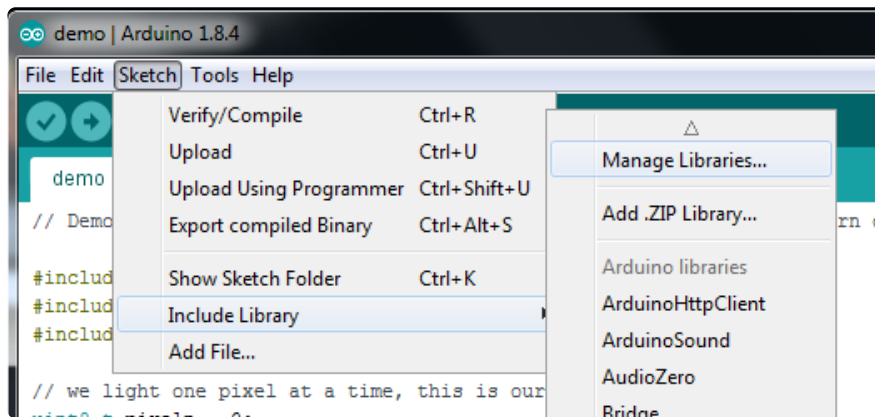 demo | Arduino 1.8.4
File Edit Sketch Tools Help
Verify/Compile Ctrl+R
Upload Ctrl+U
Upload Using Programmer Ctrl+Shift+U
Export compiled Binary Ctrl+Alt+S
Show Sketch Folder Ctrl+K
Include Library
Add File...
Manage Libraries...
Add .ZIP Library...
Arduino libraries
ArduinoHttpClient
ArduinoSound
AudioZero
Bridge
demo
// Demo
rn
#includ
#includ
#includ
// we light one pixel at a time, this is our